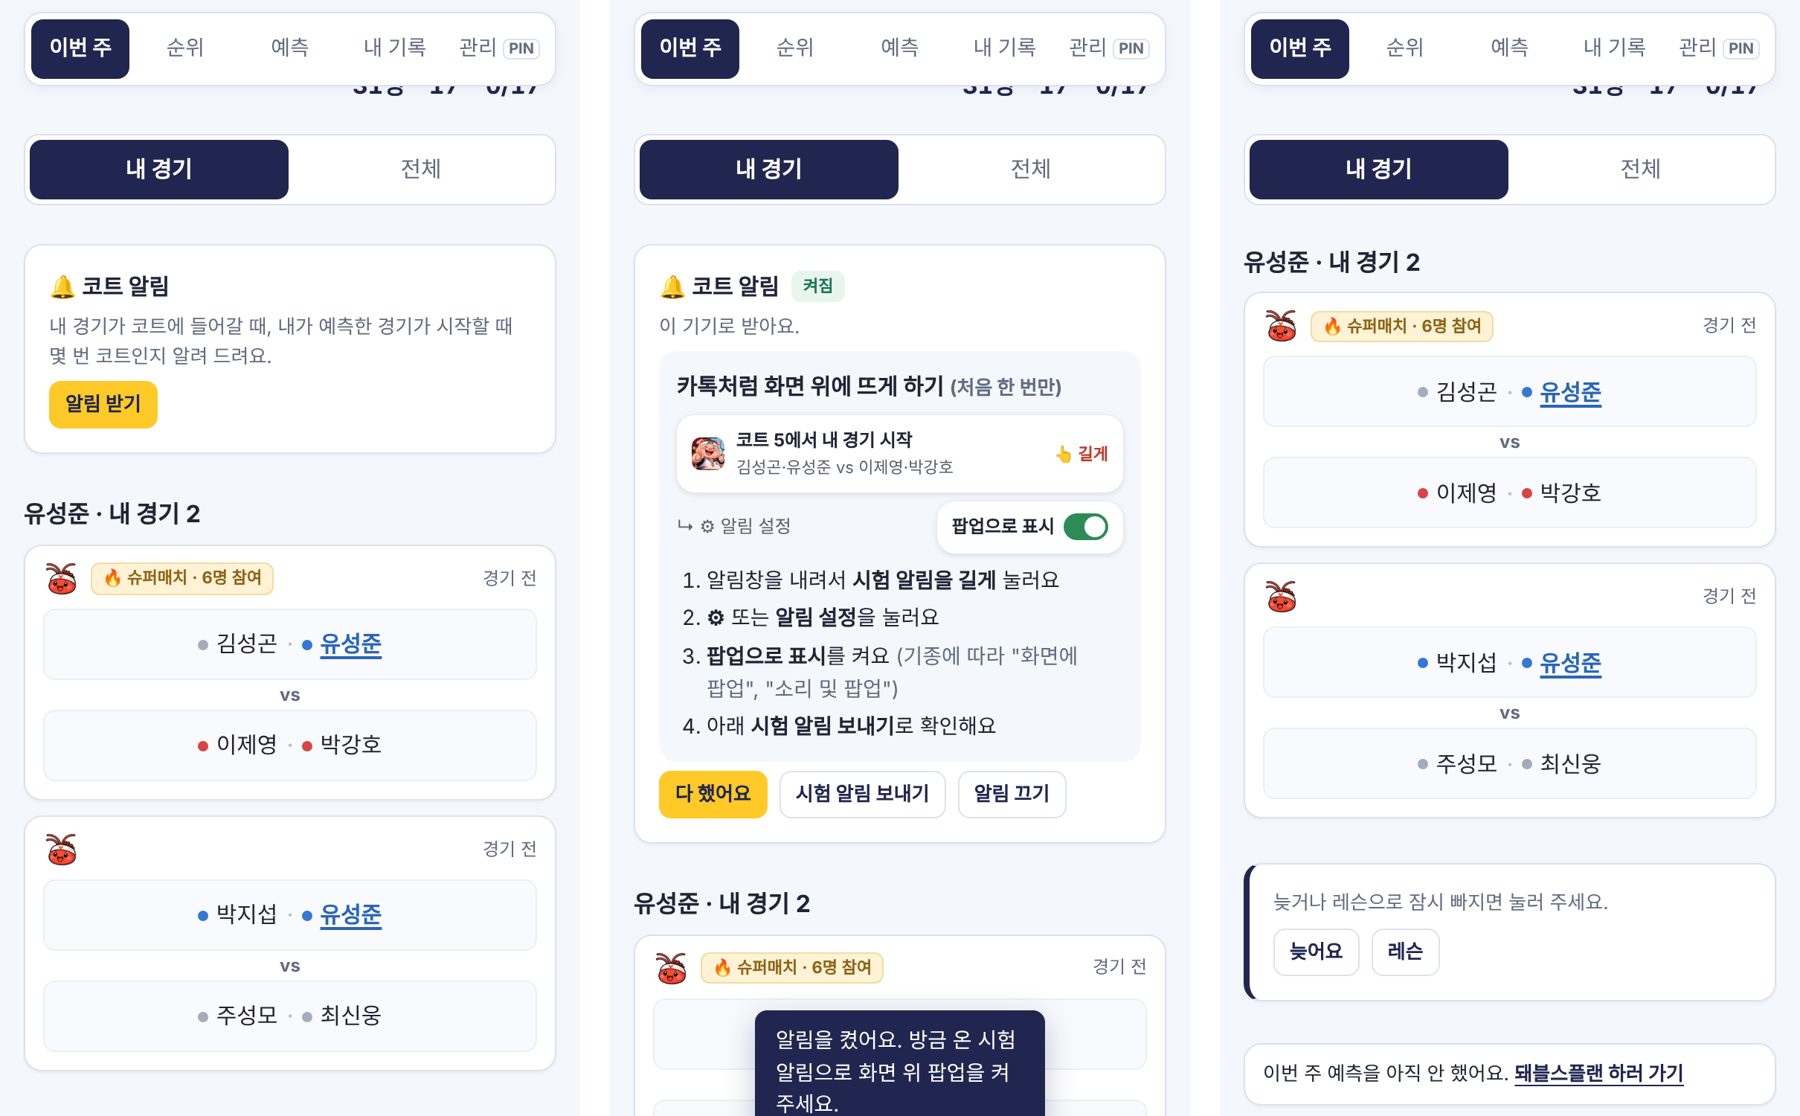 이번 주 순위 예측 내 기록 관리 PIN
31명 17 0/17
내 경기 전체
🔔 코트 알림
내 경기가 코트에 들어갈 때, 내가 예측한 경기가 시작할 때
몇 번 코트인지 알려 드려요.
알림 받기
유성준 · 내 경기 2
🔥 슈퍼매치 · 6명 참여 경기 전
김성곤 · 유성준
vs
이제영 · 박강호
경기 전
박지섭 · 유성준
vs
주성모 · 최신웅
이번 주 순위 예측 내 기록 관리 PIN
31명 17 0/17
내 경기 전체
🔔 코트 알림 켜짐
이 기기로 받아요.
카톡처럼 화면 위에 뜨게 하기 (처음 한 번만)
코트 5에서 내 경기 시작
김성곤·유성준 vs 이제영·박강호
👆 길게
↳ ⚙ 알림 설정 팝업으로 표시
1. 알림창을 내려서 시험 알림을 길게 눌러요
2. ⚙ 또는 알림 설정을 눌러요
3. 팝업으로 표시를 켜요 (기종에 따라 "화면에
팝업", "소리 및 팝업")
4. 아래 시험 알림 보내기로 확인해요
다 했어요 시험 알림 보내기 알림 끄기
유성준 · 내 경기 2
🔥 슈퍼매치 · 6명 참여 경기 전
알림을 켰어요. 방금 온 시험
알림으로 화면 위 팝업을 켜
주세요.
이번 주 순위 예측 내 기록 관리 PIN
31명 17 0/17
내 경기 전체
유성준 · 내 경기 2
🔥 슈퍼매치 · 6명 참여 경기 전
김성곤 · 유성준
vs
이제영 · 박강호
경기 전
박지섭 · 유성준
vs
주성모 · 최신웅
늦거나 레슨으로 잠시 빠지면 눌러 주세요.
늦어요 레슨
이번 주 예측을 아직 안 했어요. 돼블스플랜 하러 가기